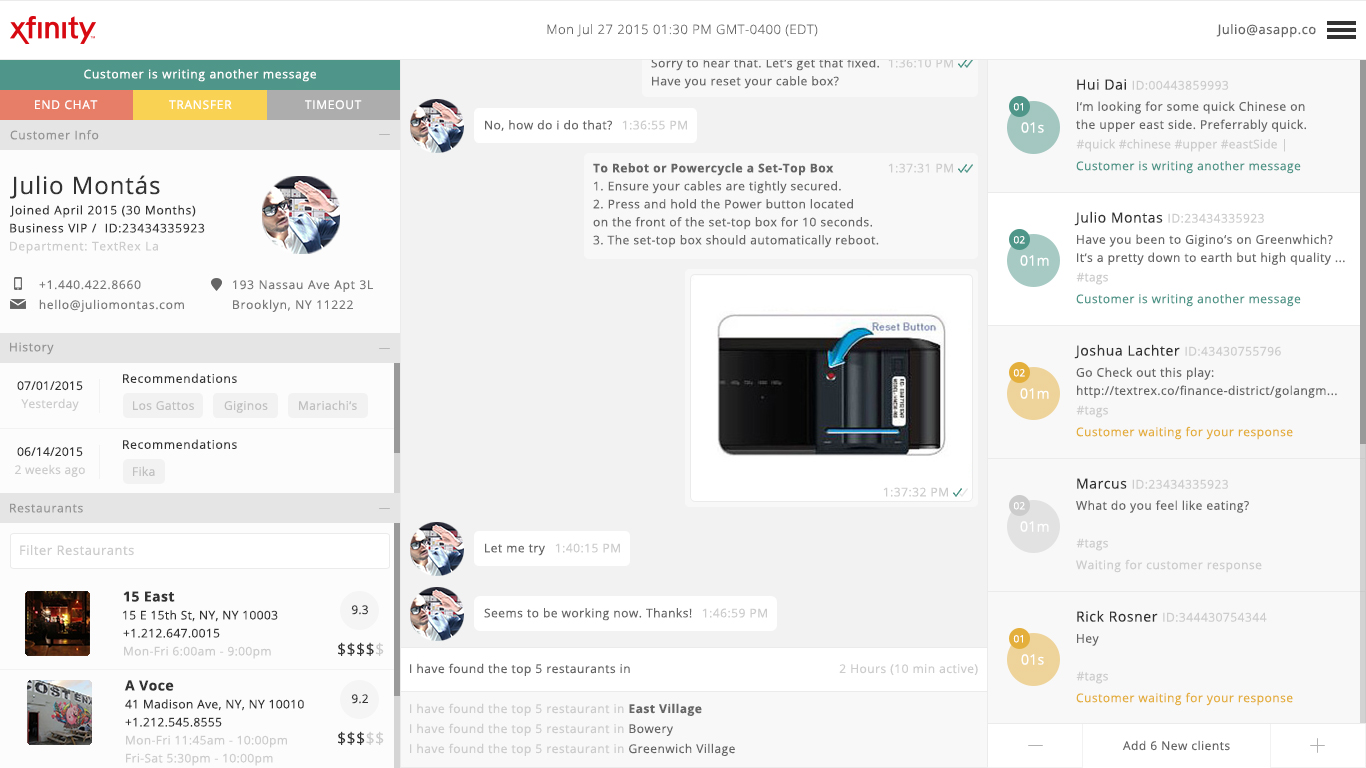 xfinity
Mon Jul 27 2015 01:30 PM GMT-0400 (EDT)
Julio@asapp.co
Customer is writing another message
END CHAT
TRANSFER
TIMEOUT
Customer Info
Julio Montás
Joined April 2015 (30 Months)
Business VIP / ID:23434335923
Department: TextRex La
+1.440.422.8660
hello@juliomontas.com
193 Nassau Ave Apt 3L
Brooklyn, NY 11222
History
07/01/2015
Yesterday
Recommendations
Los Gattos
Giginos
Mariachi's
06/14/2015
2 weeks ago
Recommendations
Fika
Restaurants
Filter Restaurants
15 East
15 E 15th St, NY, NY 10003
+1.212.647.0015
Mon-Fri 6:00am - 9:00pm
9.3
$$$$$
A Voce
41 Madison Ave, NY, NY 10010
+1.212.545.8555
Mon-Fri 11:45am - 10:00pm
Fri-Sat 5:30pm - 10:00pm
9.2
$$$$$
Sorry to hear that. Let's get that fixed. 1:36:10 PM
Have you reset your cable box?
No, how do i do that? 1:36:55 PM
To Rebot or Powercycle a Set-Top Box 1:37:31 PM
1. Ensure your cables are tightly secured.
2. Press and hold the Power button located
on the front of the set-top box for 10 seconds.
3. The set-top box should automatically reboot.
Reset Button
1:37:32 PM
Let me try 1:40:15 PM
Seems to be working now. Thanks! 1:46:59 PM
I have found the top 5 restaurants in
2 Hours (10 min active)
I have found the top 5 restaurant in East Village
I have found the top 5 restaurant in Bowery
I have found the top 5 restaurant in Greenwich Village
01
01s
Hui Dai ID:00443859993
I'm looking for some quick Chinese on
the upper east side. Preferrably quick.
#quick #chinese #upper #eastSide |
Customer is writing another message
02
01m
Julio Montas ID:23434335923
Have you been to Gigino's on Greenwhich?
It's a pretty down to earth but high quality ...
#tags
Customer is writing another message
02
01m
Joshua Lachter ID:43430755796
Go Check out this play:
http://textrex.co/finance-district/golangm...
#tags
Customer waiting for your response
02
01m
Marcus ID:23434335923
What do you feel like eating?
#tags
Waiting for customer response
01
01s
Rick Rosner ID:344430754344
Hey
#tags
Customer waiting for your response
Add 6 New clients